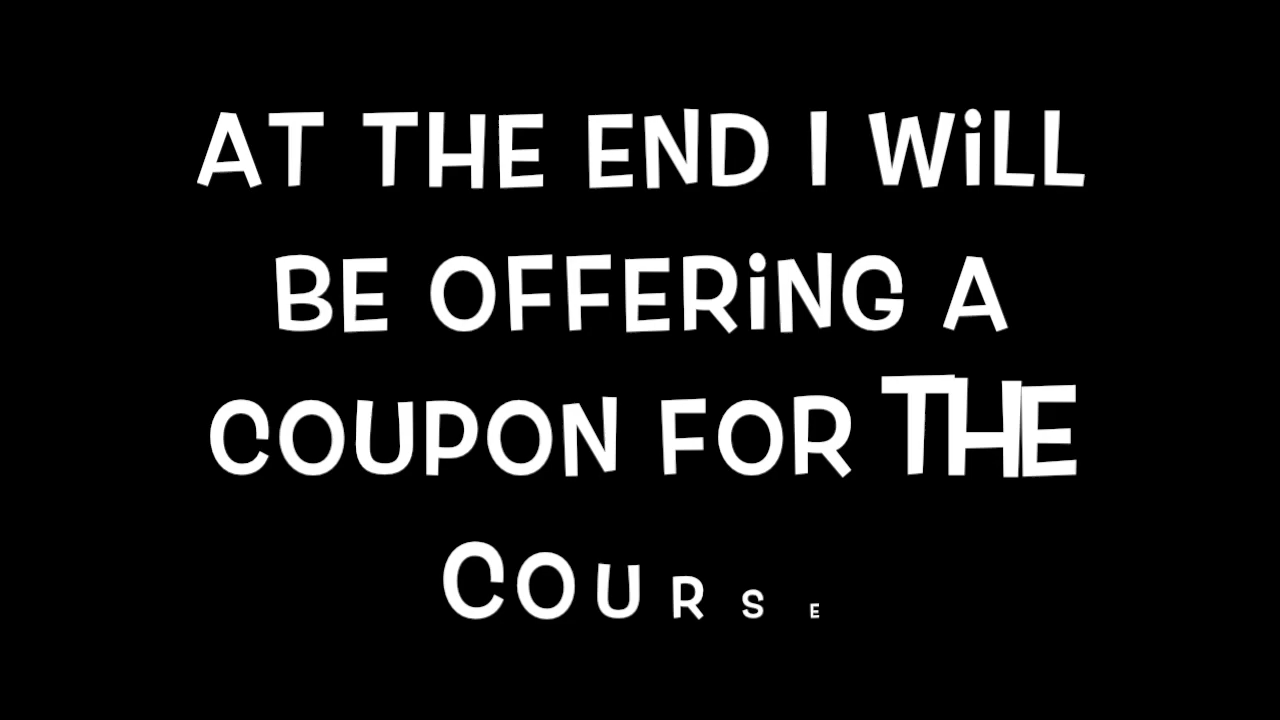 AT THE END I WiLL
BE OFFERiNG A
COUPON FOR THE
COURSE